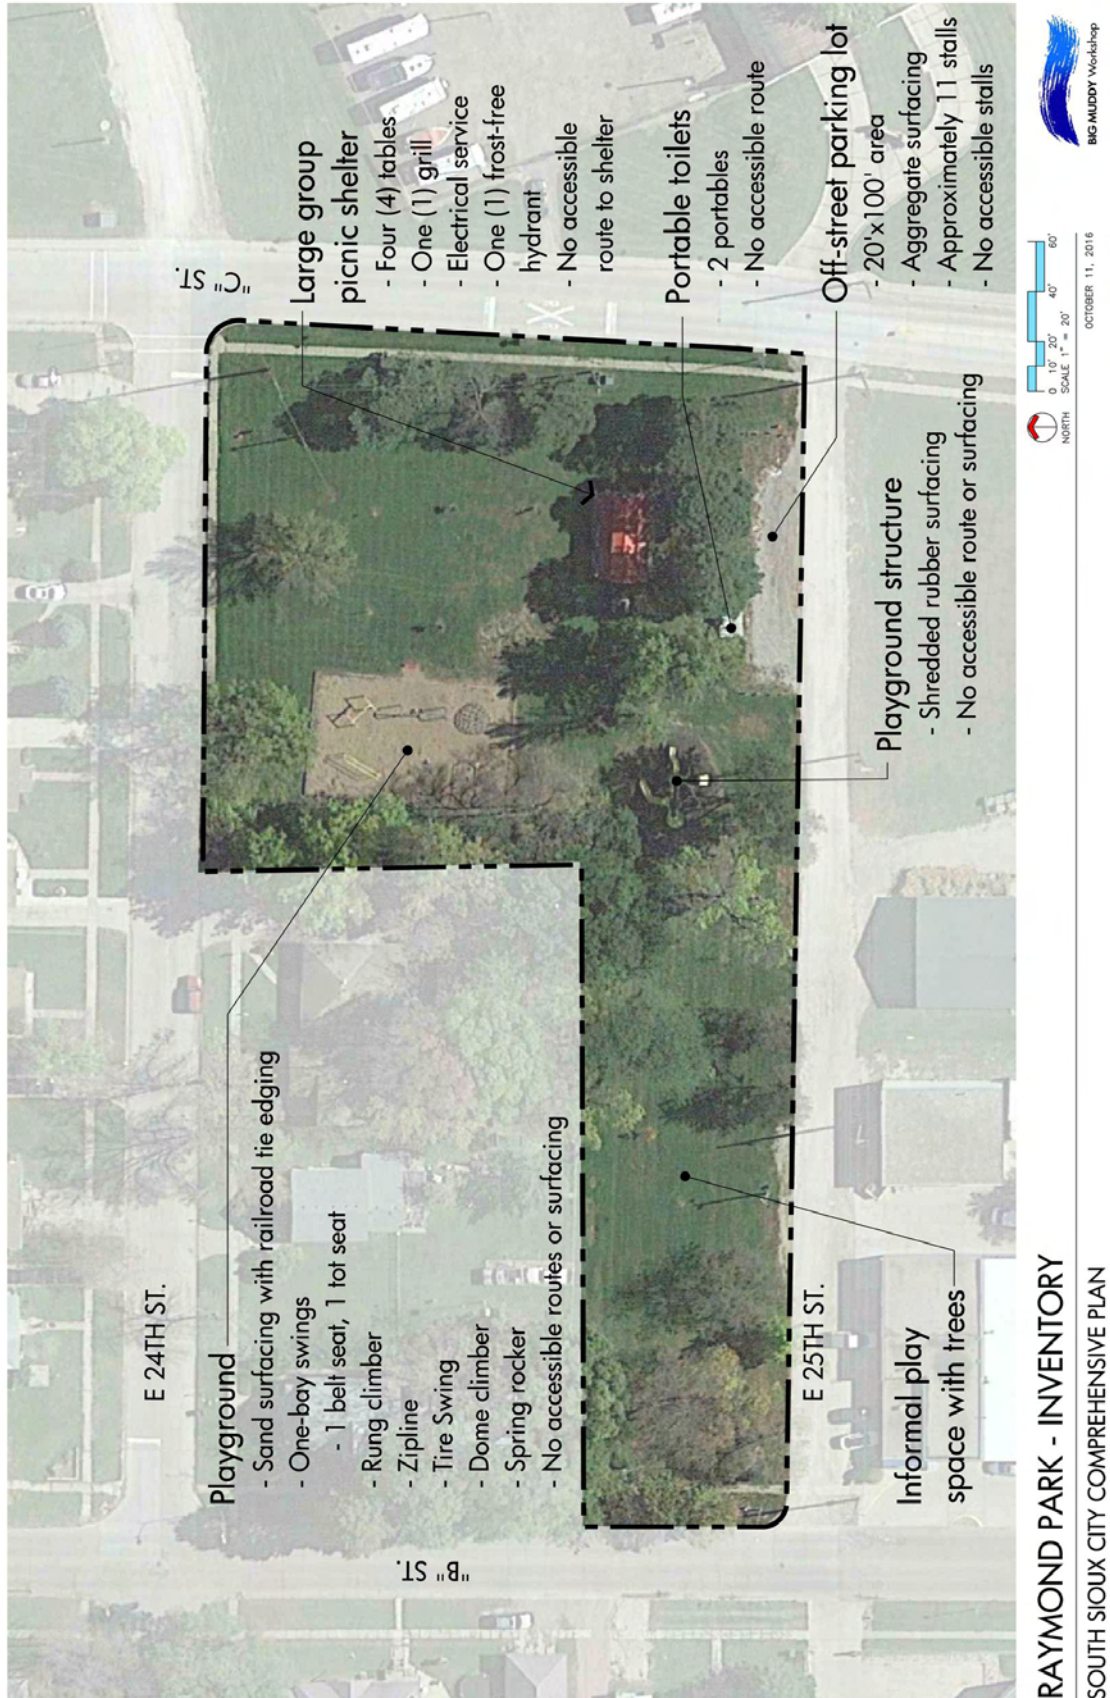 E 24TH ST.
"B" ST.
"C" ST.
Playground
- Sand surfacing with railroad tie edging
- One-bay swings
- 1 belt seat, 1 tot seat
- Rung climber
- Zipline
- Tire Swing
- Dome climber
- Spring rocker
- No accessible routes or surfacing
Large group
picnic shelter
- Four (4) tables
- One (1) grill
- Electrical service
- One (1) frost-free
hydrant
- No accessible
route to shelter
Portable toilets
- 2 portables
- No accessible route
Off-street parking lot
- 20'x100' area
- Aggregate surfacing
- Approximately 11 stalls
- No accessible stalls
Playground structure
- Shredded rubber surfacing
- No accessible route or surfacing
E 25TH ST.
Informal play
space with trees
RAYMOND PARK - INVENTORY
SOUTH SIOUX CITY COMPREHENSIVE PLAN
NORTH
0 10' 20' 40' 60'
SCALE 1" = 20'
OCTOBER 11, 2016
BIG MUDDY Workshop